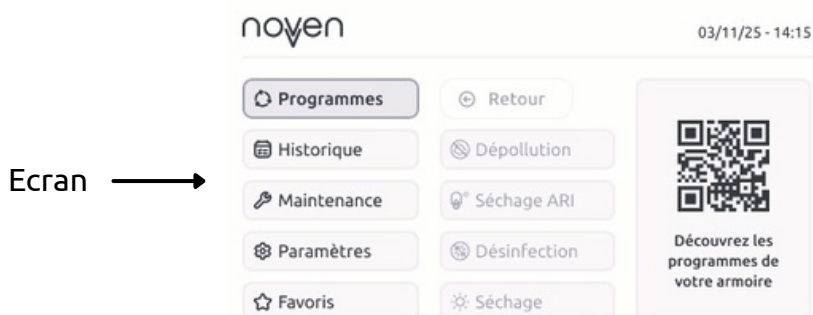 noven
03/11/25 - 14:15
Ecran
Programmes
Historique
Maintenance
Paramètres
Favoris
Retour
Dépollution
Séchage ARI
Désinfection
Séchage
Découvrez les
programmes de
votre armoire